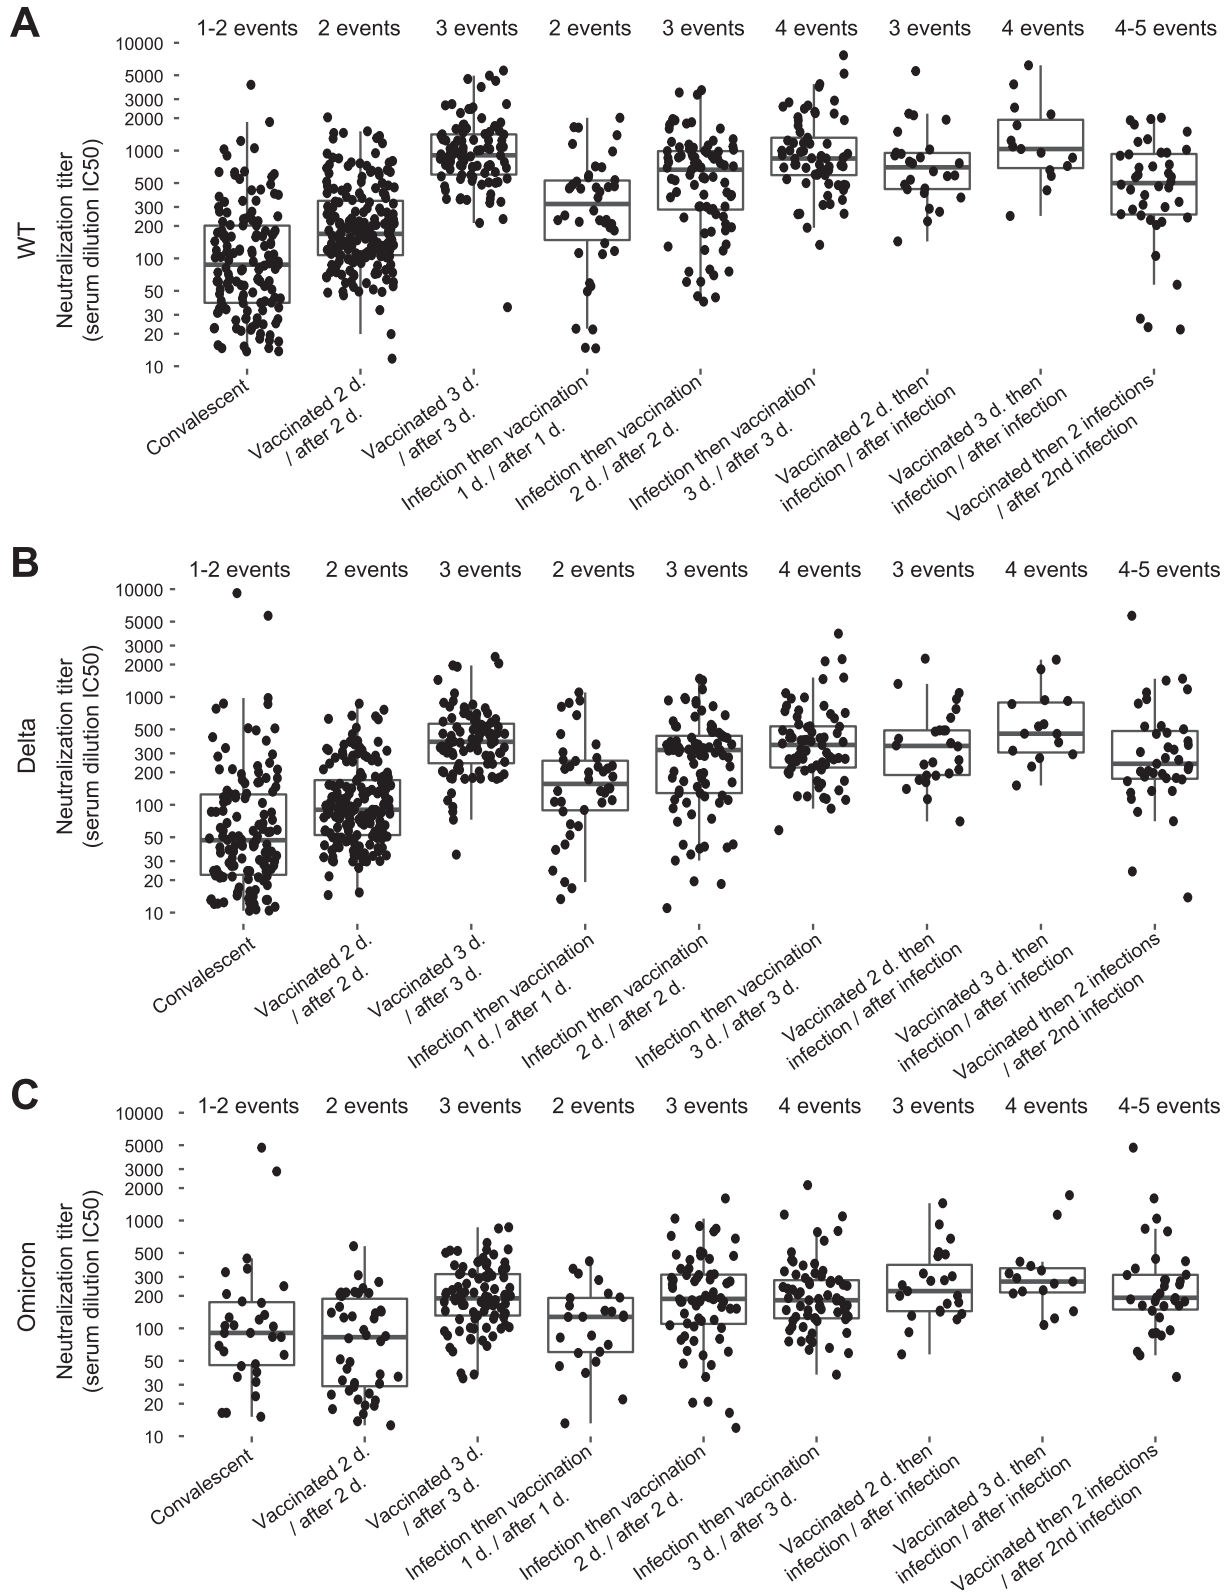 A
1-2 events 2 events 3 events 2 events 3 events 4 events 3 events 4 events 4-5 events
WT
Neutralization titer
(serum dilution IC50)
10000
5000
3000
2000
1000
500
300
200
100
50
30
20
10
Convalescent
Vaccinated 2 d.
/ after 2 d.
Vaccinated 3 d.
/ after 3 d.
Infection then vaccination
1 d. / after 1 d.
Infection then vaccination
2 d. / after 2 d.
Infection then vaccination
3 d. / after 3 d.
Vaccinated 2 d. then
infection / after infection
Vaccinated 3 d. then
infection / after infection
Vaccinated then 2 infections
/ after 2nd infection
B
1-2 events 2 events 3 events 2 events 3 events 4 events 3 events 4 events 4-5 events
Delta
Neutralization titer
(serum dilution IC50)
10000
5000
3000
2000
1000
500
300
200
100
50
30
20
10
Convalescent
Vaccinated 2 d.
/ after 2 d.
Vaccinated 3 d.
/ after 3 d.
Infection then vaccination
1 d. / after 1 d.
Infection then vaccination
2 d. / after 2 d.
Infection then vaccination
3 d. / after 3 d.
Vaccinated 2 d. then
infection / after infection
Vaccinated 3 d. then
infection / after infection
Vaccinated then 2 infections
/ after 2nd infection
C
1-2 events 2 events 3 events 2 events 3 events 4 events 3 events 4 events 4-5 events
Omicron
Neutralization titer
(serum dilution IC50)
10000
5000
3000
2000
1000
500
300
200
100
50
30
20
10
Convalescent
Vaccinated 2 d.
/ after 2 d.
Vaccinated 3 d.
/ after 3 d.
Infection then vaccination
1 d. / after 1 d.
Infection then vaccination
2 d. / after 2 d.
Infection then vaccination
3 d. / after 3 d.
Vaccinated 2 d. then
infection / after infection
Vaccinated 3 d. then
infection / after infection
Vaccinated then 2 infections
/ after 2nd infection